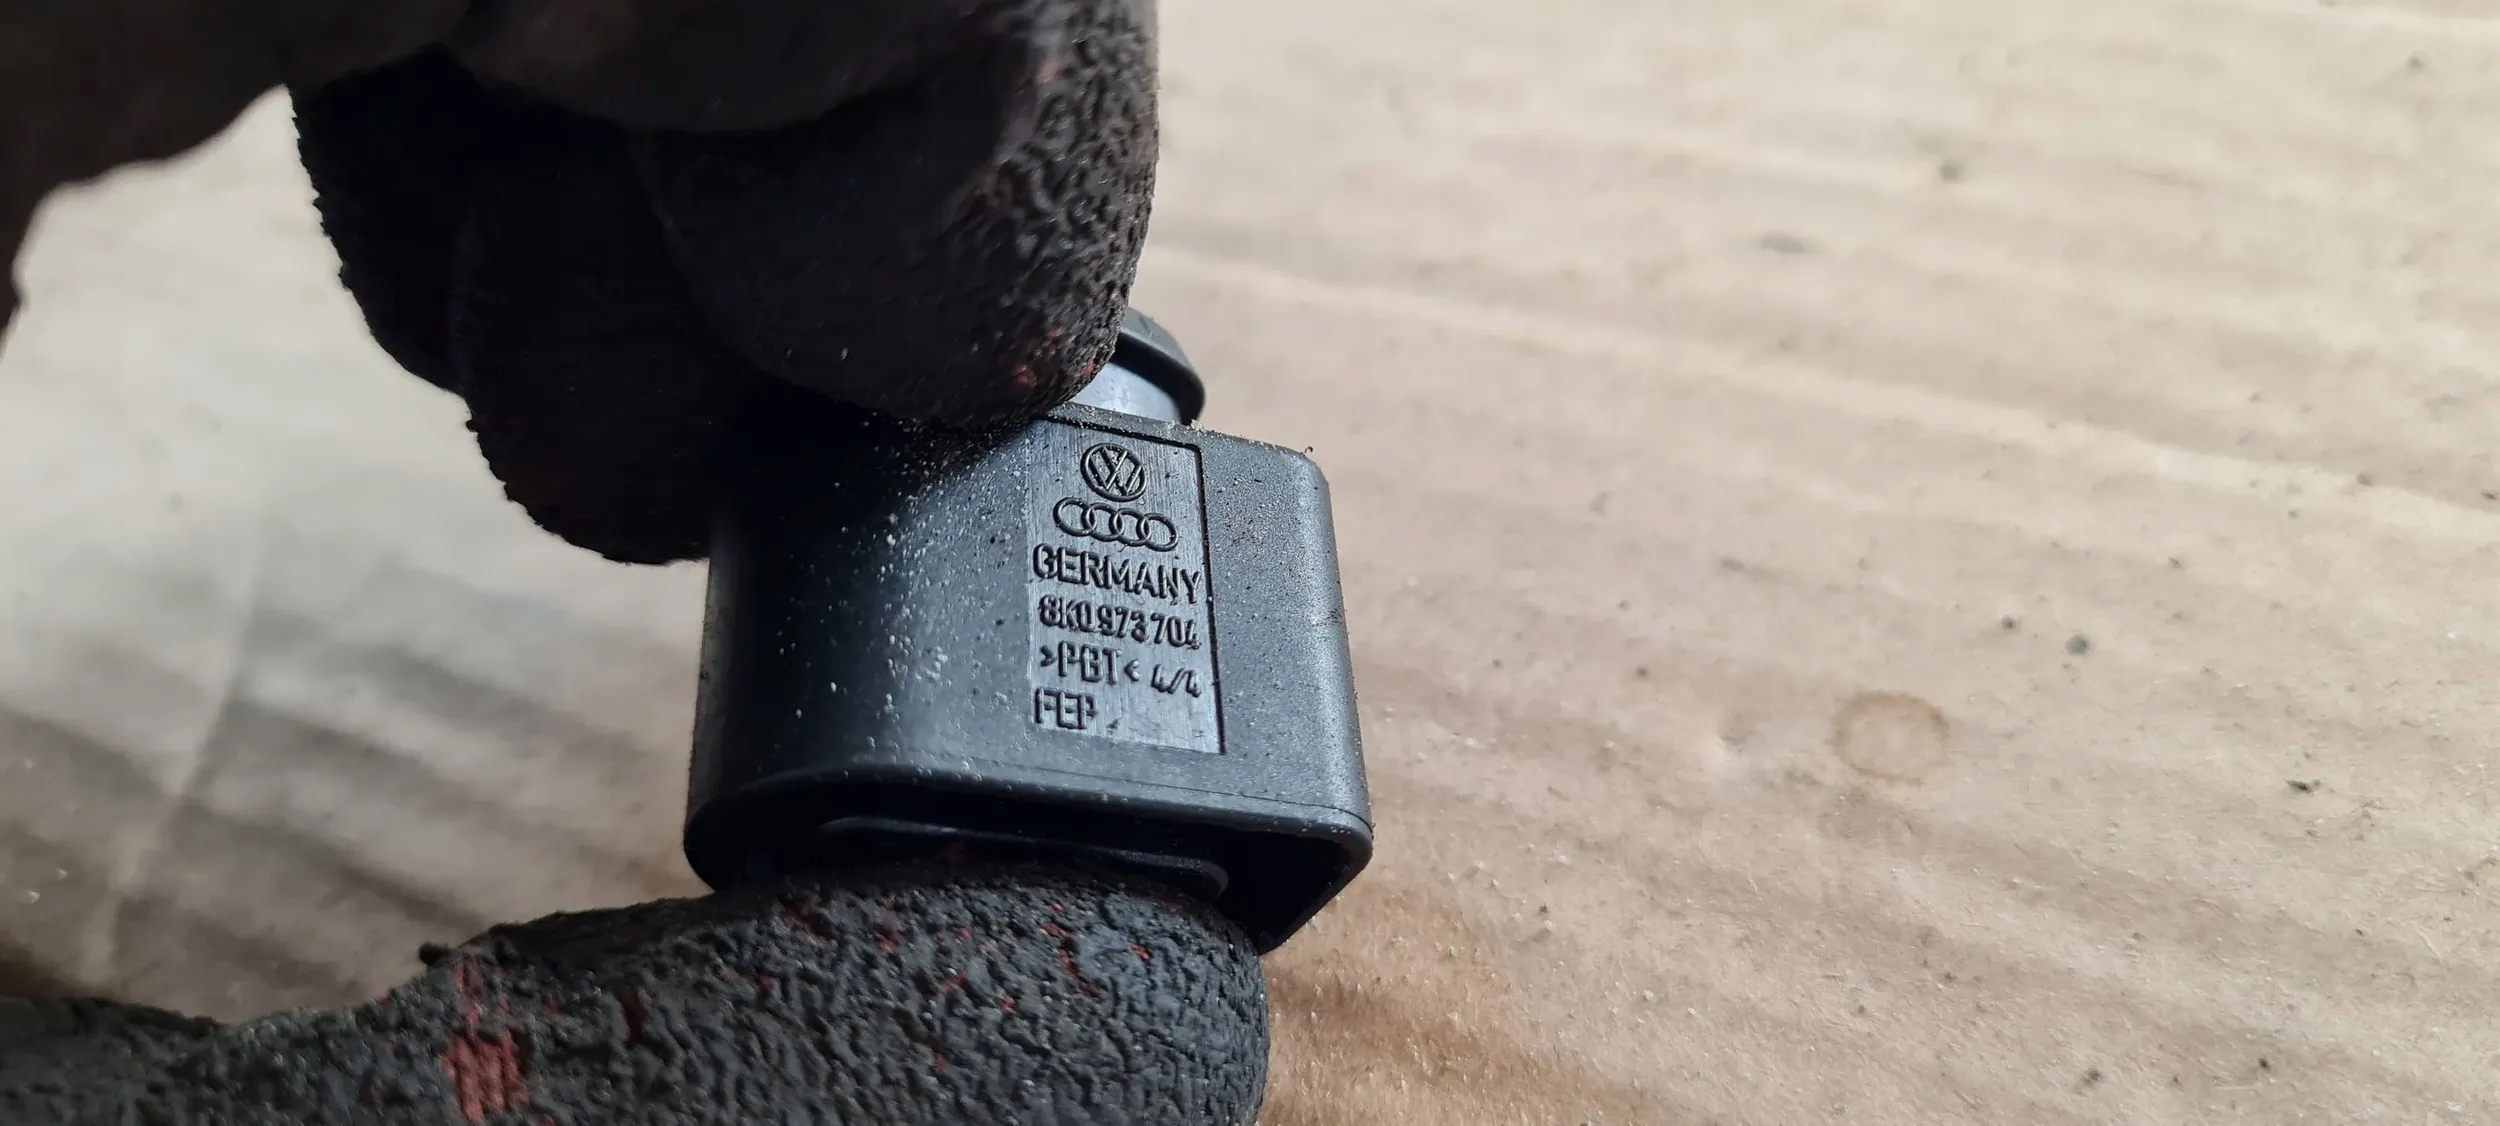 GERMANY
8K0 973 704
>PBT< 4/4
FEP